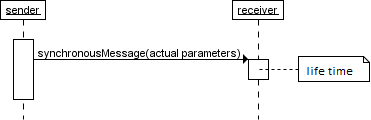 sender
receiver
synchronousMessage(actual parameters)
life time